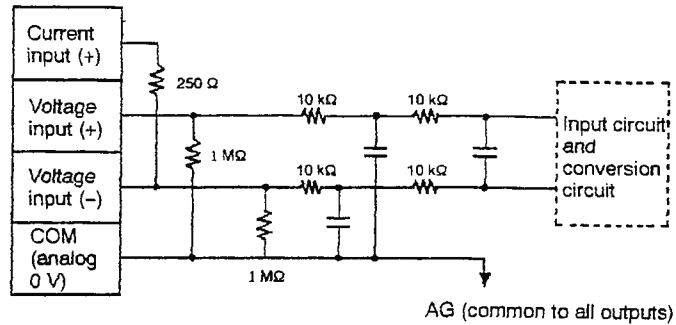 Current
input (+)
250 Ω
10 kΩ
10 kΩ
Voltage
input (+)
Input circuit
and
conversion
circuit
1 MΩ
10 kΩ
10 kΩ
Voltage
input (−)
COM
(analog
0 V)
1 MΩ
AG (common to all outputs)